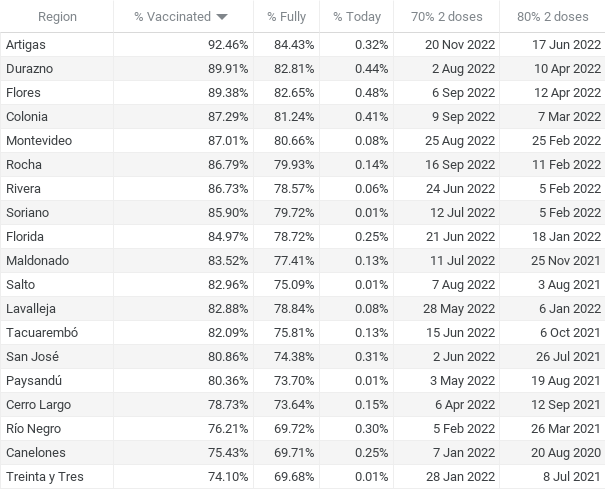 Region % Vaccinated % Fully % Today 70% 2 doses 80% 2 doses
Artigas 92.46% 84.43% 0.32% 20 Nov 2022 17 Jun 2022
Durazno 89.91% 82.81% 0.44% 2 Aug 2022 10 Apr 2022
Flores 89.38% 82.65% 0.48% 6 Sep 2022 12 Apr 2022
Colonia 87.29% 81.24% 0.41% 9 Sep 2022 7 Mar 2022
Montevideo 87.01% 80.66% 0.08% 25 Aug 2022 25 Feb 2022
Rocha 86.79% 79.93% 0.14% 16 Sep 2022 11 Feb 2022
Rivera 86.73% 78.57% 0.06% 24 Jun 2022 5 Feb 2022
Soriano 85.90% 79.72% 0.01% 12 Jul 2022 5 Feb 2022
Florida 84.97% 78.72% 0.25% 21 Jun 2022 18 Jan 2022
Maldonado 83.52% 77.41% 0.13% 11 Jul 2022 25 Nov 2021
Salto 82.96% 75.09% 0.01% 7 Aug 2022 3 Aug 2021
Lavalleja 82.88% 78.84% 0.08% 28 May 2022 6 Jan 2022
Tacuarembó 82.09% 75.81% 0.13% 15 Jun 2022 6 Oct 2021
San José 80.86% 74.38% 0.31% 2 Jun 2022 26 Jul 2021
Paysandú 80.36% 73.70% 0.01% 3 May 2022 19 Aug 2021
Cerro Largo 78.73% 73.64% 0.15% 6 Apr 2022 12 Sep 2021
Río Negro 76.21% 69.72% 0.30% 5 Feb 2022 26 Mar 2021
Canelones 75.43% 69.71% 0.25% 7 Jan 2022 20 Aug 2020
Treinta y Tres 74.10% 69.68% 0.01% 28 Jan 2022 8 Jul 2021